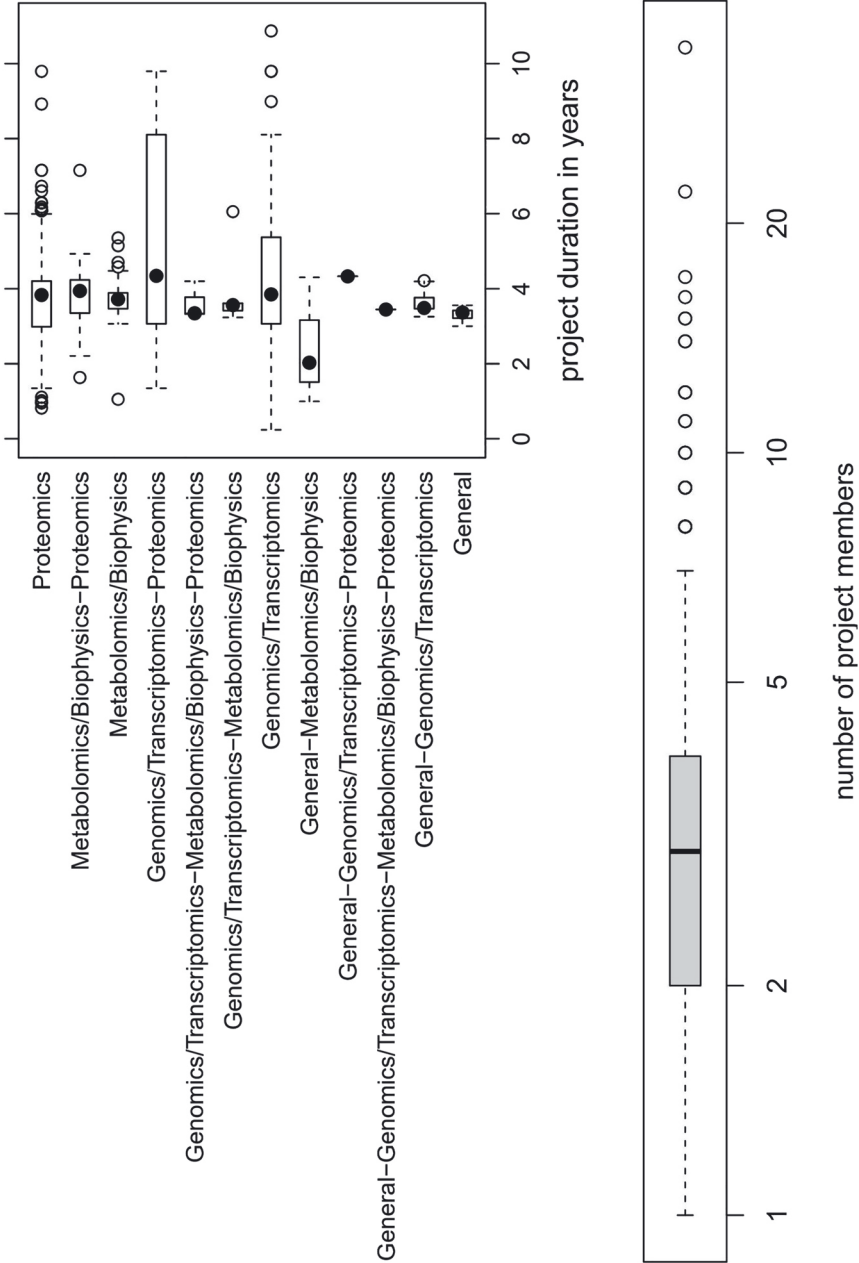 Proteomics
Metabolomics/Biophysics−Proteomics
Metabolomics/Biophysics
Genomics/Transcriptomics−Proteomics
Genomics/Transcriptomics−Metabolomics/Biophysics−Proteomics
Genomics/Transcriptomics−Metabolomics/Biophysics
Genomics/Transcriptomics
General−Metabolomics/Biophysics
General−Genomics/Transcriptomics−Proteomics
General−Genomics/Transcriptomics−Metabolomics/Biophysics−Proteomics
General−Genomics/Transcriptomics
General
0 2 4 6 8 10
project duration in years
1 2 5 10 20
number of project members